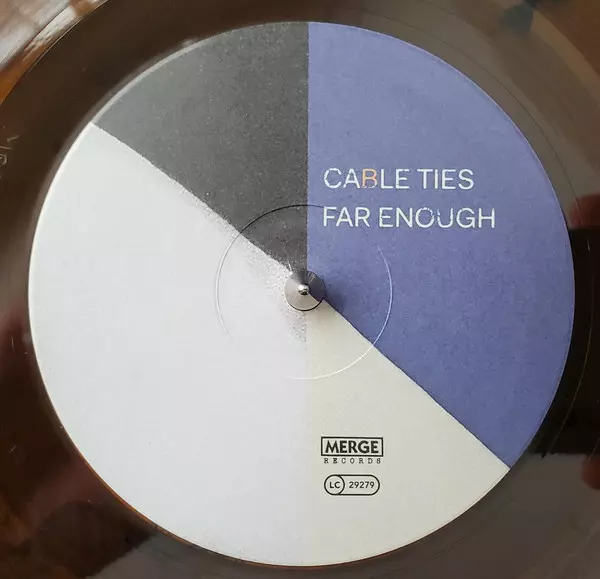 CABLE TIES
FAR ENOUGH
MERGE
RECORDS
LC 29279